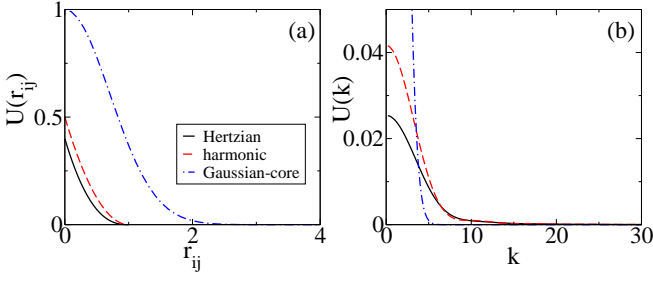 1
0.5
0
0
2
4
U(r_ij)
r_ij
(a)
Hertzian
harmonic
Gaussian-core
0.04
0.02
0
0
10
20
30
U(k)
k
(b)